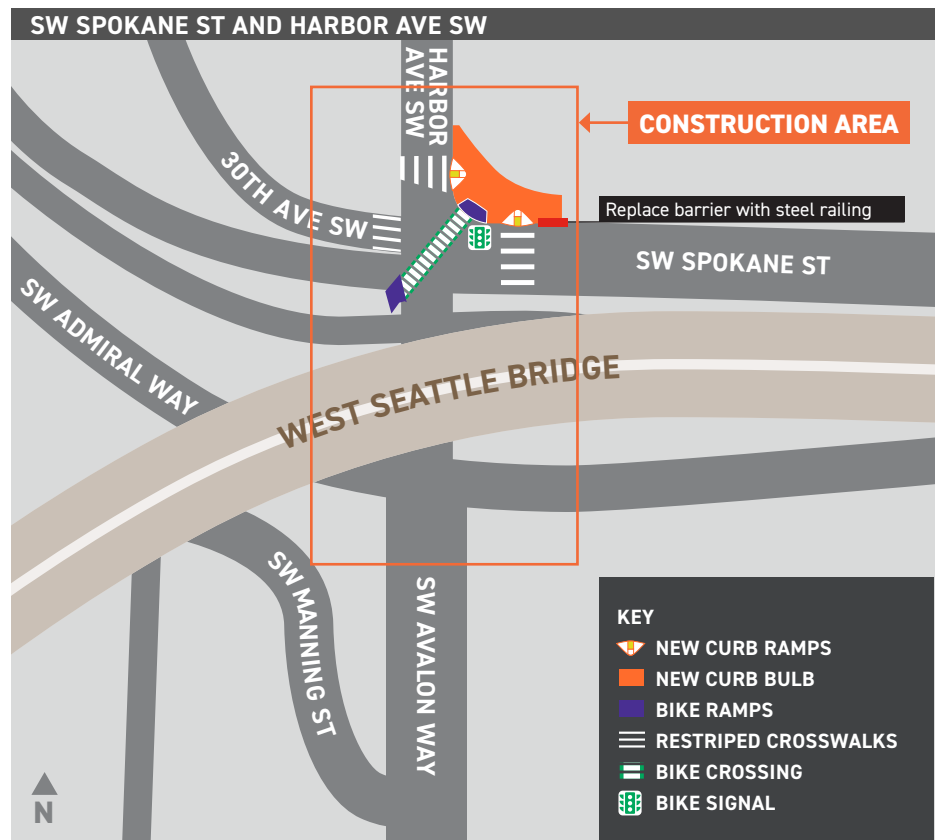 SW SPOKANE ST AND HARBOR AVE SW
HARBOR
AVE SW
CONSTRUCTION AREA
30TH AVE SW
Replace barrier with steel railing
SW SPOKANE ST
SW ADMIRAL WAY
WEST SEATTLE BRIDGE
SW MANNING ST
SW AVALON WAY
KEY
NEW CURB RAMPS
NEW CURB BULB
BIKE RAMPS
RESTRIPED CROSSWALKS
BIKE CROSSING
BIKE SIGNAL
N